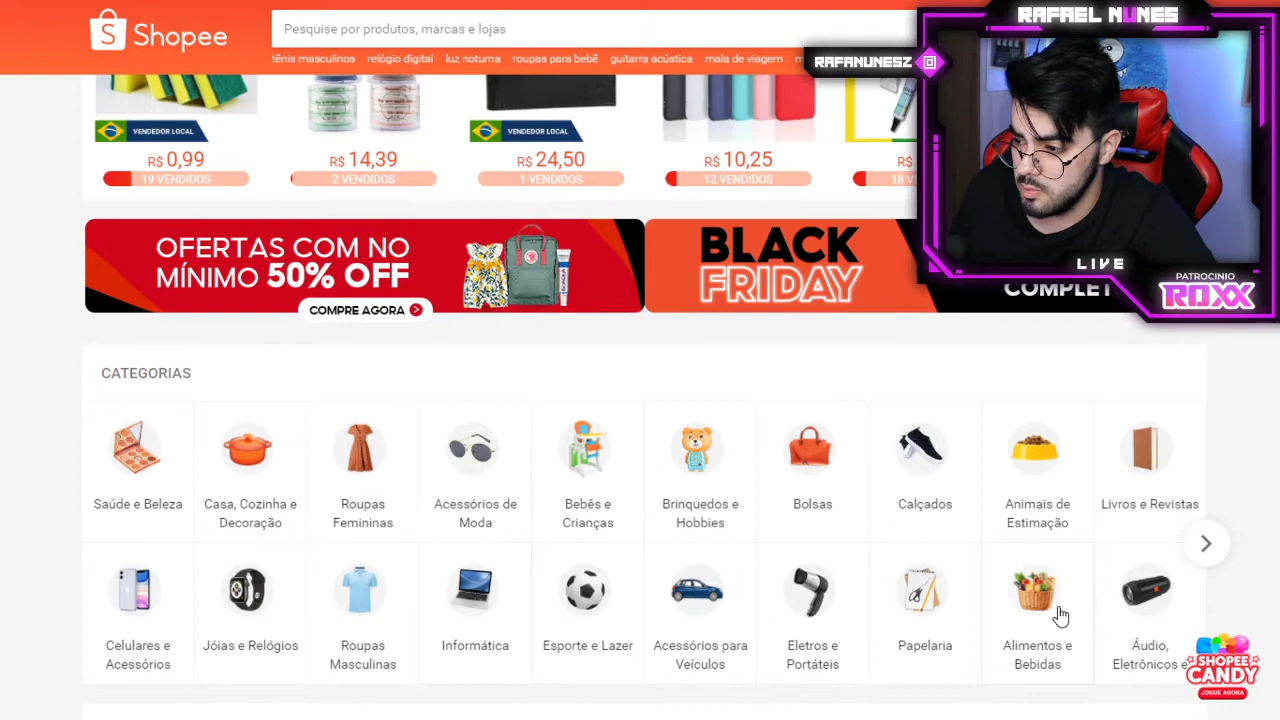 Shopee
Pesquise por produtos, marcas e lojas
tênis masculinos relógio digital luz noturna roupas para bebê guitarra acústica mala de viagem
RAFAEL NUNES
RAFANUNESZ
VENDEDOR LOCAL
VENDEDOR LOCAL
R$ 0,99
R$ 14,39
R$ 24,50
R$ 10,25
R$
19 VENDIDOS
2 VENDIDOS
1 VENDIDOS
12 VENDIDOS
18 V
LIVE
PATROCINIO
ROXX
OFERTAS COM NO
MÍNIMO 50% OFF
COMPRE AGORA
BLACK
FRIDAY
COMPLET
CATEGORIAS
Saúde e Beleza
Casa, Cozinha e
Decoração
Roupas
Femininas
Acessórios de
Moda
Bebês e
Crianças
Brinquedos e
Hobbies
Bolsas
Calçados
Animais de
Estimação
Livros e Revistas
Celulares e
Acessórios
Jóias e Relógios
Roupas
Masculinas
Informática
Esporte e Lazer
Acessórios para
Veículos
Eletros e
Portáteis
Papelaria
Alimentos e
Bebidas
Áudio,
Eletrônicos e
SHOPEE
CANDY
JOGUE AGORA